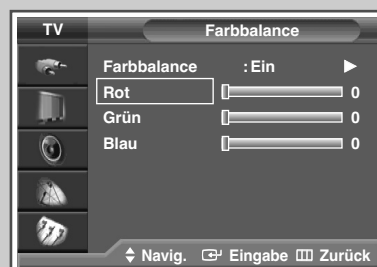 TV Farbbalance
Farbbalance : Ein
Rot 0
Grün 0
Blau 0
Navig. Eingabe Zurück